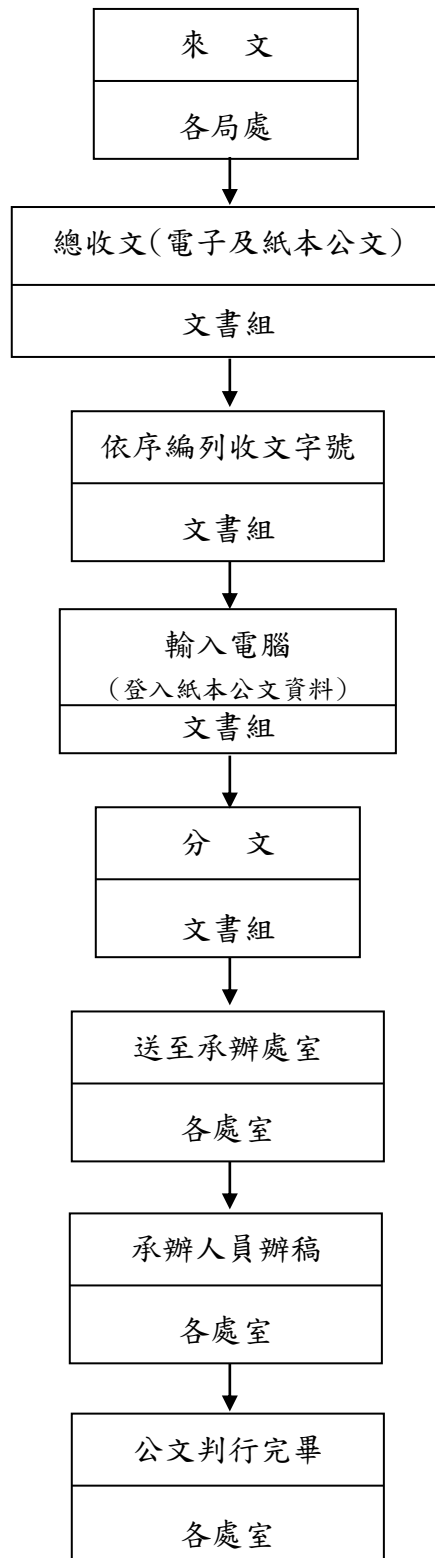 來　文
各局處
總收文(電子及紙本公文)
文書組
依序編列收文字號
文書組
輸入電腦
(登入紙本公文資料)
文書組
分　文
文書組
送至承辦處室
各處室
承辦人員辦稿
各處室
公文判行完畢
各處室